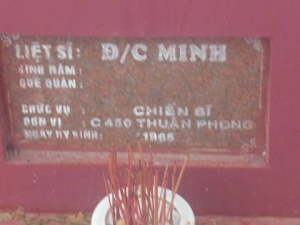 LIỆT SĨ: Đ/C MINH
SINH NĂM:
QUÊ QUÁN:
CHỨC VỤ : CHIẾN SĨ
ĐƠN VỊ : C450 THUẬN PHONG
NGÀY HY SINH: 1965